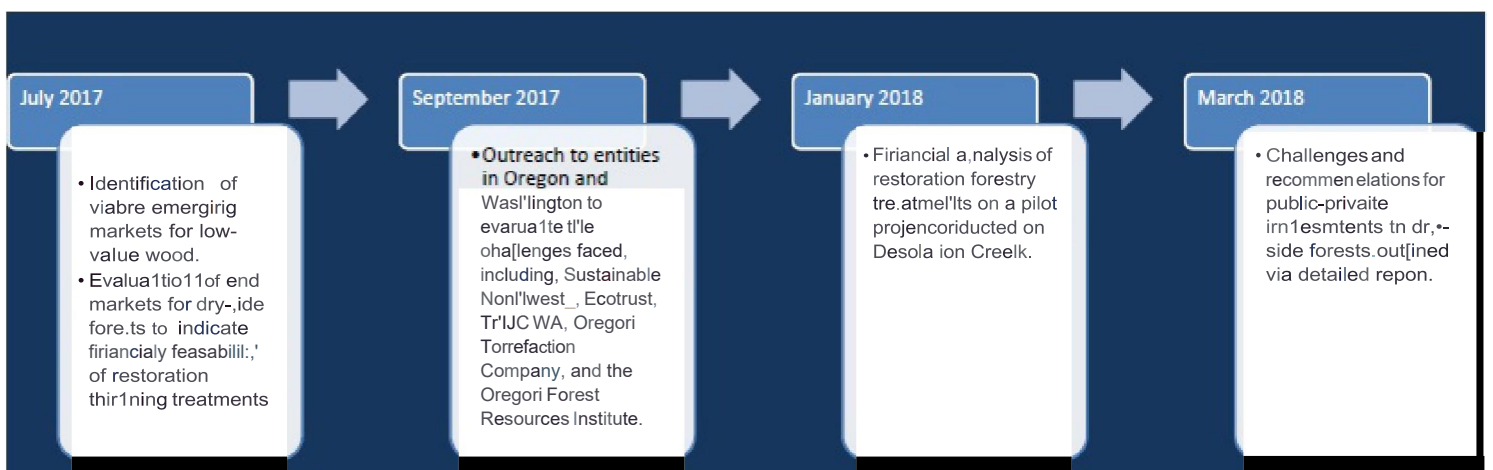 July 2017
• Identification of
viabre emergirig
markets for low-
value wood.
• Evalua1tio11of end
markets for dry-,ide
fore.ts to indicate
firiancialy feasabilil:,'
of restoration
thir1ning treatments
September 2017
•Outreach to entities
in Oregon and
Wasl'lington to
evarua1te tl'le
oha[lenges faced,
including, Sustainable
Nonl'lwest_, Ecotrust,
Tr'IJC WA, Oregori
Torrefaction
Company, and the
Oregori Forest
Resources Institute.
January 2018
• Firiancial a,nalysis of
restoration forestry
tre.atmel'lts on a pilot
projencoriducted on
Desola ion Creelk.
March 2018
• Challenges and
recommen elations for
public-privaite
irn1esmtents tn dr,•-
side forests.out[ined
via detailed repon.